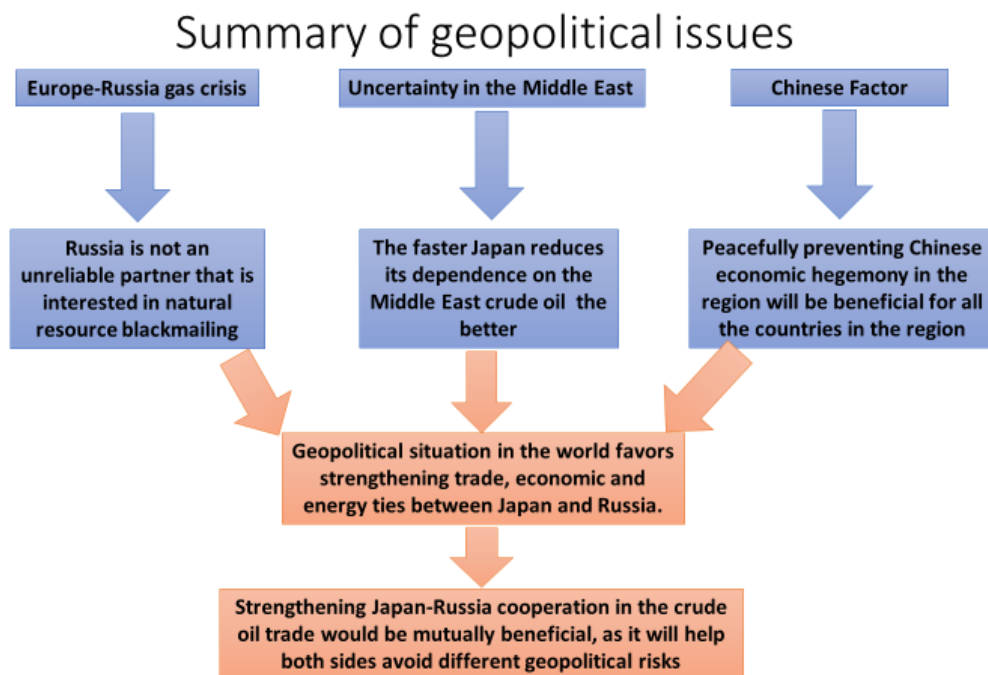 Summary of geopolitical issues
Europe-Russia gas crisis
Uncertainty in the Middle East
Chinese Factor
Russia is not an
unreliable partner that is
interested in natural
resource blackmailing
The faster Japan reduces
its dependence on the
Middle East crude oil the
better
Peacefully preventing Chinese
economic hegemony in the
region will be beneficial for all
the countries in the region
Geopolitical situation in the world favors
strengthening trade, economic and
energy ties between Japan and Russia.
Strengthening Japan-Russia cooperation in the crude
oil trade would be mutually beneficial, as it will help
both sides avoid different geopolitical risks